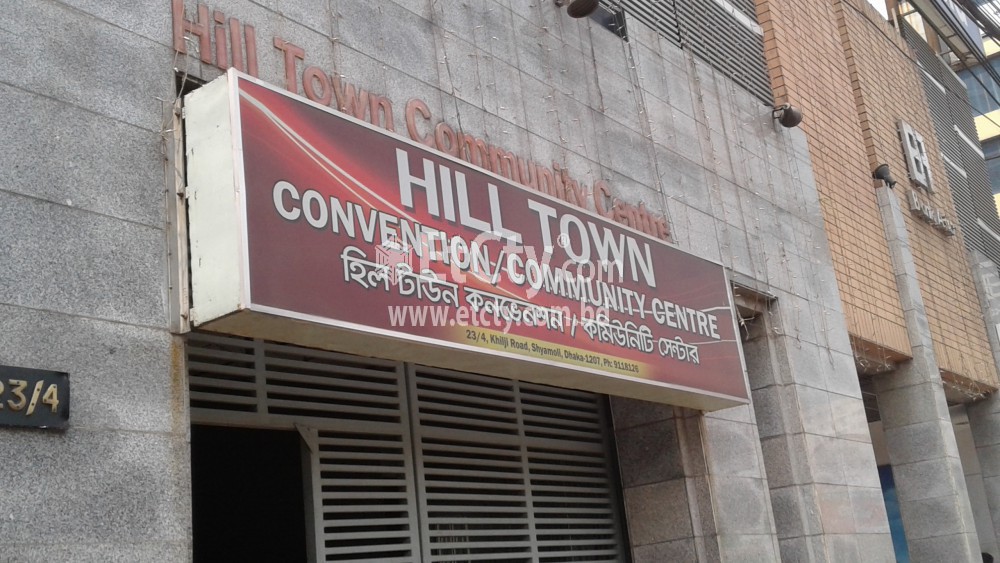 Hill Town Community Centre
HILL TOWN
CONVENTION / COMMUNITY CENTRE
হিল টাউন কনভেনশন / কমিউনিটি সেন্টার
23/4, Khilji Road, Shyamoli, Dhaka-1207, Ph: 9118126
23/4
EtCty.com
www.etcty.com.bd